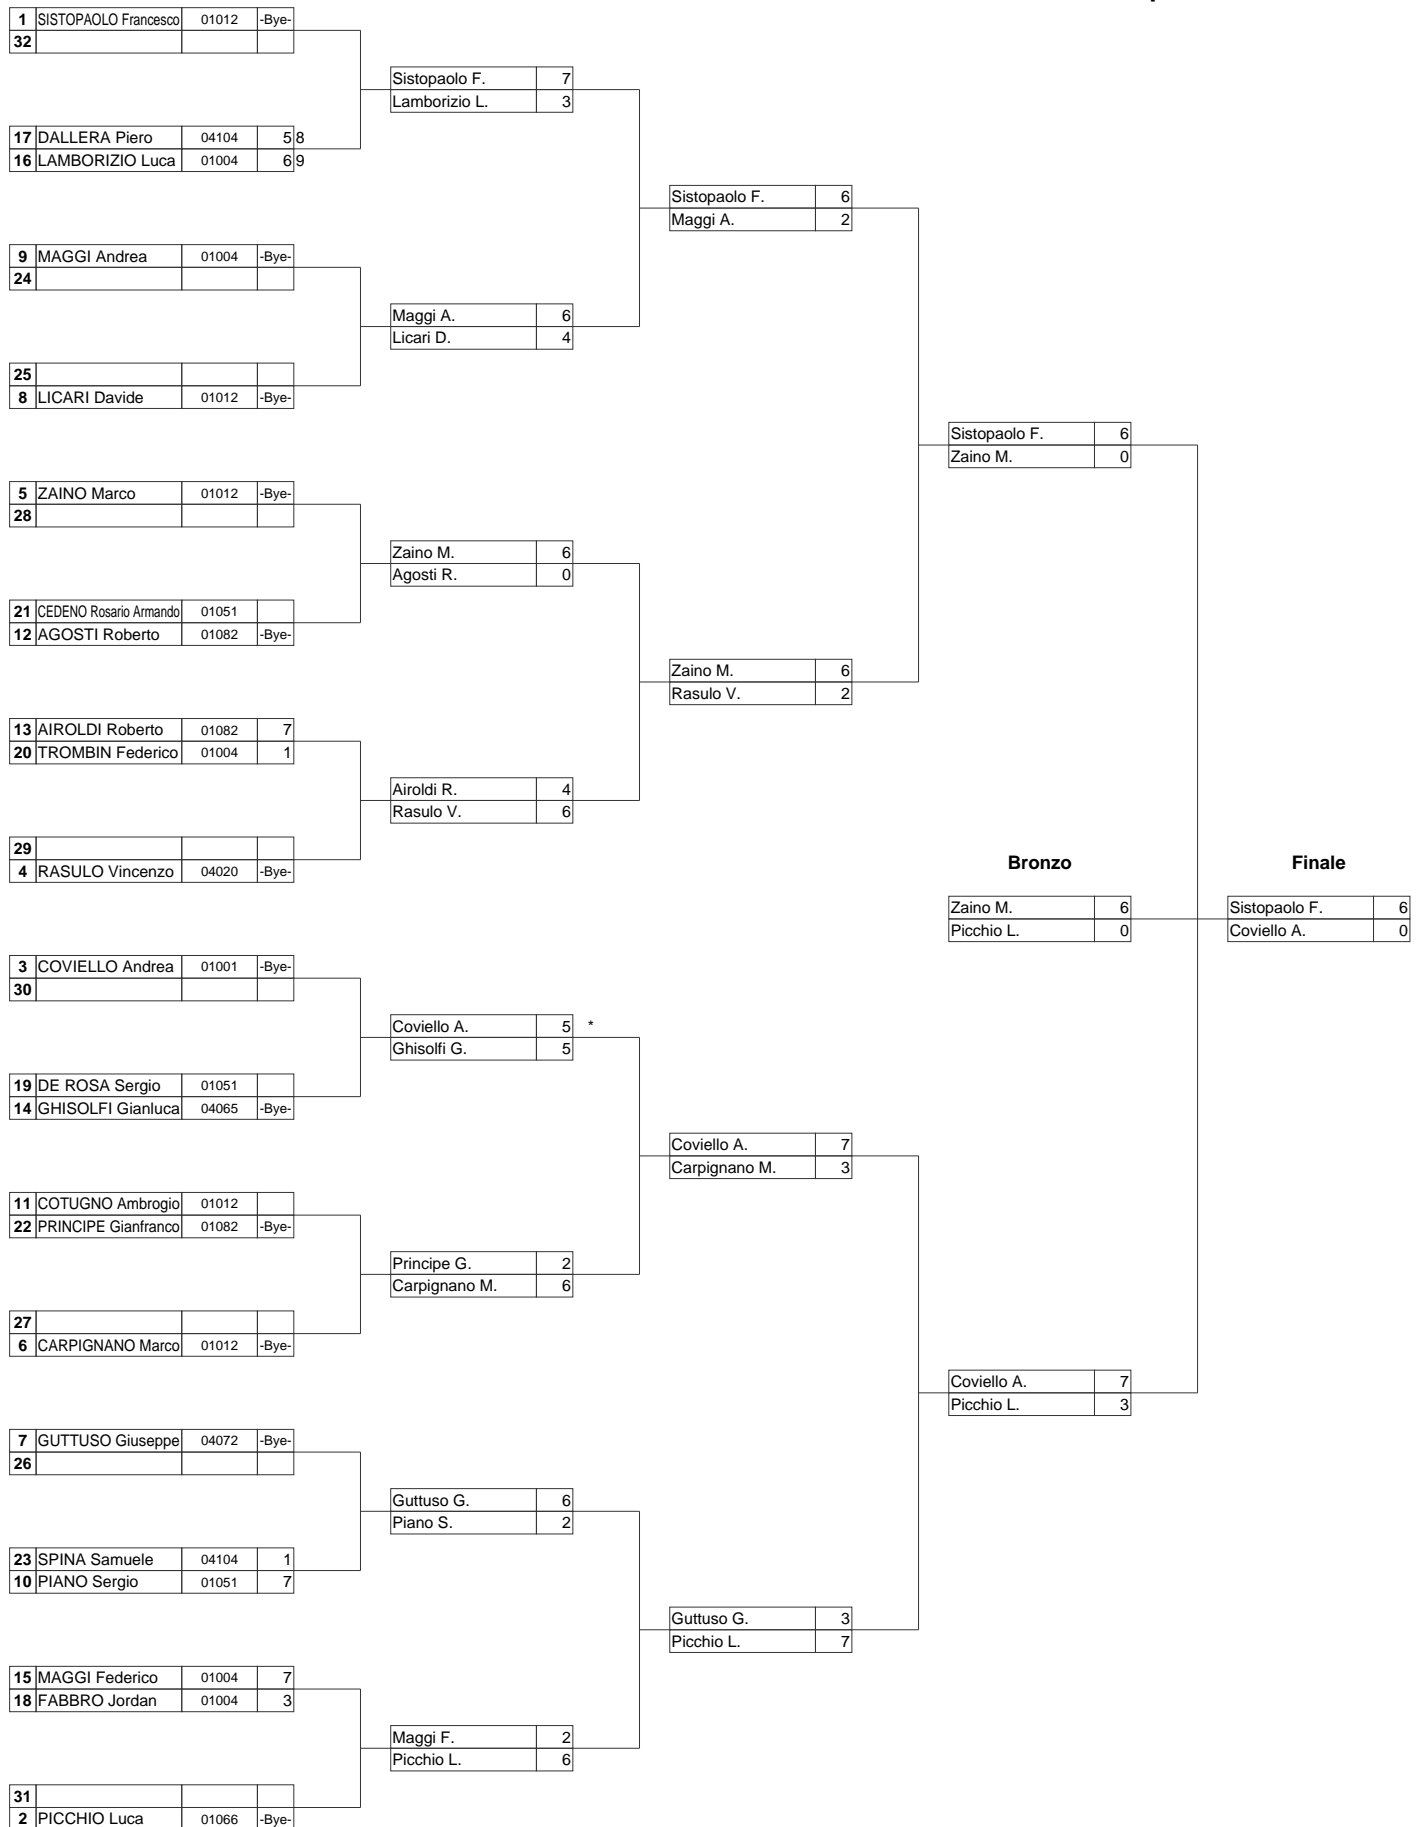 1 SISTOPAOLO Francesco 01012 -Bye-
32
Sistopaolo F. 7
Lamborizio L. 3
17 DALLERA Piero 04104 5 8
16 LAMBORIZIO Luca 01004 6 9
Sistopaolo F. 6
Maggi A. 2
9 MAGGI Andrea 01004 -Bye-
24
Maggi A. 6
Licari D. 4
25
8 LICARI Davide 01012 -Bye-
Sistopaolo F. 6
Zaino M. 0
5 ZAINO Marco 01012 -Bye-
28
Zaino M. 6
Agosti R. 0
21 CEDENO Rosario Armando 01051
12 AGOSTI Roberto 01082 -Bye-
Zaino M. 6
Rasulo V. 2
13 AIROLDI Roberto 01082 7
20 TROMBIN Federico 01004 1
Airoldi R. 4
Rasulo V. 6
29
4 RASULO Vincenzo 04020 -Bye-
Bronzo Finale
Zaino M. 6 Sistopaolo F. 6
Picchio L. 0 Coviello A. 0
3 COVIELLO Andrea 01001 -Bye-
30
Coviello A. 5 *
Ghisolfi G. 5
19 DE ROSA Sergio 01051
14 GHISOLFI Gianluca 04065 -Bye-
Coviello A. 7
Carpignano M. 3
11 COTUGNO Ambrogio 01012
22 PRINCIPE Gianfranco 01082 -Bye-
Principe G. 2
Carpignano M. 6
27
6 CARPIGNANO Marco 01012 -Bye-
Coviello A. 7
Picchio L. 3
7 GUTTUSO Giuseppe 04072 -Bye-
26
Guttuso G. 6
Piano S. 2
23 SPINA Samuele 04104 1
10 PIANO Sergio 01051 7
Guttuso G. 3
Picchio L. 7
15 MAGGI Federico 01004 7
18 FABBRO Jordan 01004 3
Maggi F. 2
Picchio L. 6
31
2 PICCHIO Luca 01066 -Bye-